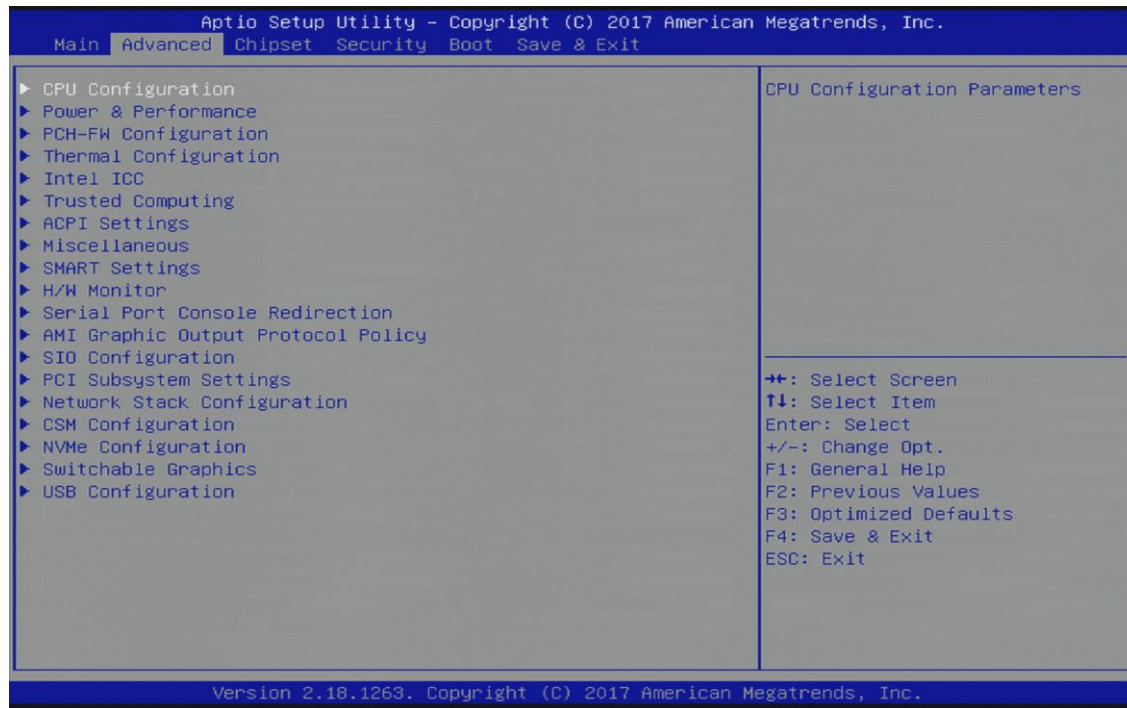 Aptio Setup Utility – Copyright (C) 2017 American Megatrends, Inc.
Main Advanced Chipset Security Boot Save & Exit
▶ CPU Configuration
▶ Power & Performance
▶ PCH-FW Configuration
▶ Thermal Configuration
▶ Intel ICC
▶ Trusted Computing
▶ ACPI Settings
▶ Miscellaneous
▶ SMART Settings
▶ H/W Monitor
▶ Serial Port Console Redirection
▶ AMI Graphic Output Protocol Policy
▶ SIO Configuration
▶ PCI Subsystem Settings
▶ Network Stack Configuration
▶ CSM Configuration
▶ NVMe Configuration
▶ Switchable Graphics
▶ USB Configuration
CPU Configuration Parameters
→←: Select Screen
↑↓: Select Item
Enter: Select
+/-: Change Opt.
F1: General Help
F2: Previous Values
F3: Optimized Defaults
F4: Save & Exit
ESC: Exit
Version 2.18.1263. Copyright (C) 2017 American Megatrends, Inc.